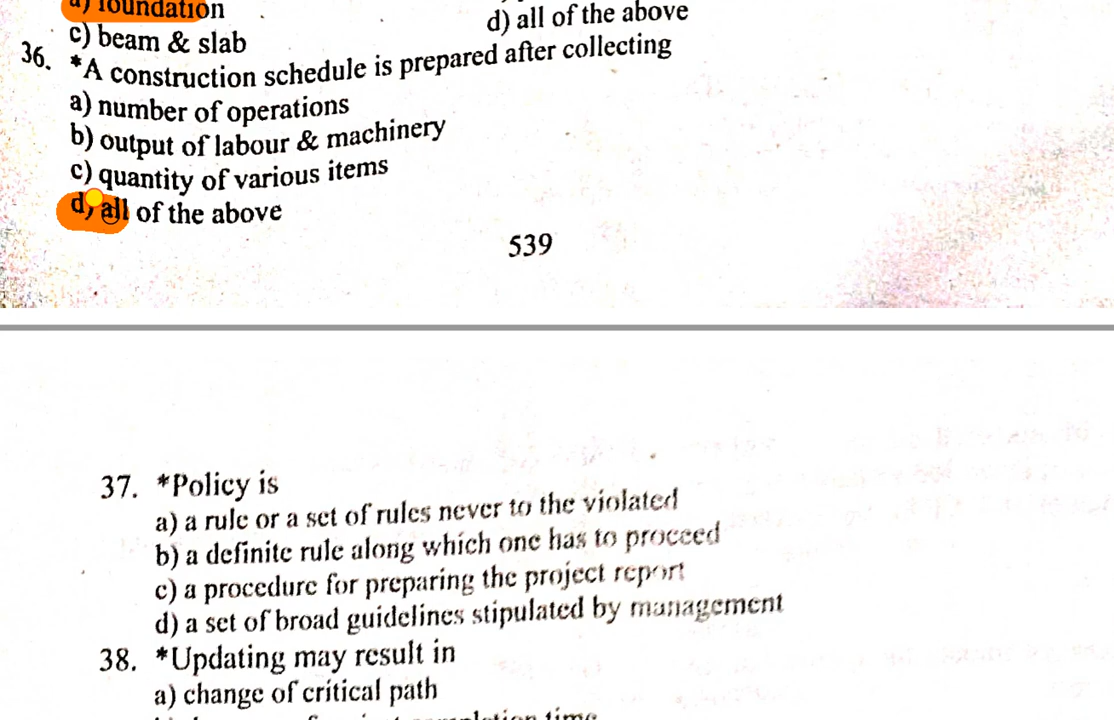 a) foundation
d) all of the above
c) beam & slab
36. *A construction schedule is prepared after collecting
a) number of operations
b) output of labour & machinery
c) quantity of various items
d) all of the above
539
37. *Policy is
a) a rule or a set of rules never to the violated
b) a definite rule along which one has to proceed
c) a procedure for preparing the project report
d) a set of broad guidelines stipulated by management
38. *Updating may result in
a) change of critical path
completion time